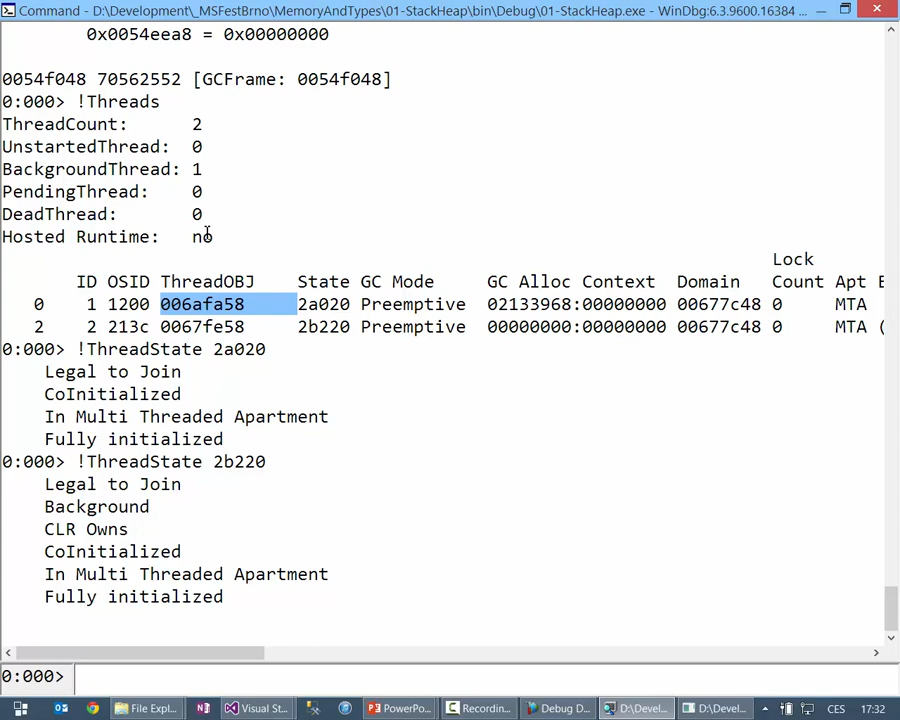 Command - D:\Development\_MSFestBrno\MemoryAndTypes\01-StackHeap\bin\Debug\01-StackHeap.exe - WinDbg:6.3.9600.16384 ...
0x0054eea8 = 0x00000000
0054f048 70562552 [GCFrame: 0054f048]
0:000> !Threads
ThreadCount: 2
UnstartedThread: 0
BackgroundThread: 1
PendingThread: 0
DeadThread: 0
Hosted Runtime: no
Lock
ID OSID ThreadOBJ State GC Mode GC Alloc Context Domain Count Apt E
0 1 1200 006afa58 2a020 Preemptive 02133968:00000000 00677c48 0 MTA
2 2 213c 0067fe58 2b220 Preemptive 00000000:00000000 00677c48 0 MTA (
0:000> !ThreadState 2a020
Legal to Join
CoInitialized
In Multi Threaded Apartment
Fully initialized
0:000> !ThreadState 2b220
Legal to Join
Background
CLR Owns
CoInitialized
In Multi Threaded Apartment
Fully initialized
0:000>
File Expl... Visual St... PowerPo... Recordin... Debug D... D:\Devel... D:\Devel... CES 17:32